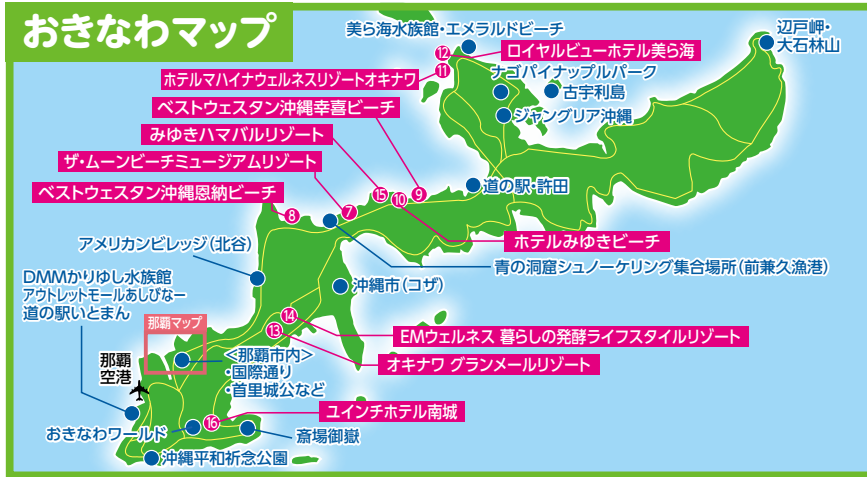 おきなわマップ
美ら海水族館・エメラルドビーチ
辺戸岬・
大石林山
⑫
ロイヤルビューホテル美ら海
⑪
ホテルマハイナウェルネスリゾートオキナワ
ナゴパイナップルパーク
古宇利島
ベストウェスタン沖縄幸喜ビーチ
ジャングリア沖縄
みゆきハマバルリゾート
ザ・ムーンビーチミュージアムリゾート
道の駅・許田
ベストウェスタン沖縄恩納ビーチ
⑮
⑩
⑨
⑧
⑦
ホテルみゆきビーチ
アメリカンビレッジ(北谷)
青の洞窟シュノーケリング集合場所(前兼久漁港)
DMMかりゆし水族館
アウトレットモールあしびなー
道の駅いとまん
沖縄市(コザ)
那覇マップ
⑭
EMウェルネス 暮らしの発酵ライフスタイルリゾート
⑬
オキナワ グランメールリゾート
那覇
空港
<那覇市内>
・国際通り
・首里城公など
⑯
ユインチホテル南城
おきなわワールド
斎場御嶽
沖縄平和祈念公園